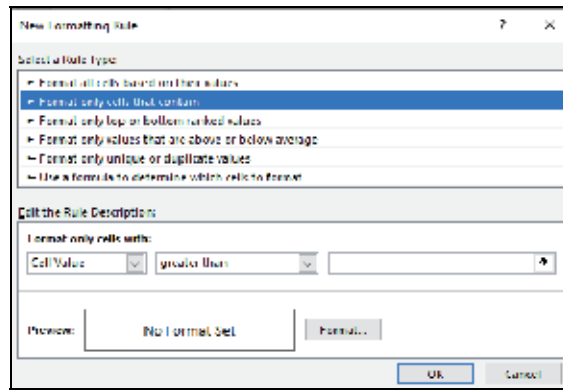 New Formatting Rule ? ×
Select a Rule Type:
► Format all cells based on their values
► Format only cells that contain
► Format only top or bottom ranked values
► Format only values that are above or below average
► Format only unique or duplicate values
► Use a formula to determine which cells to format
Edit the Rule Description:
Format only cells with:
Cell Value greater than
Preview: No Format Set Format...
OK Cancel